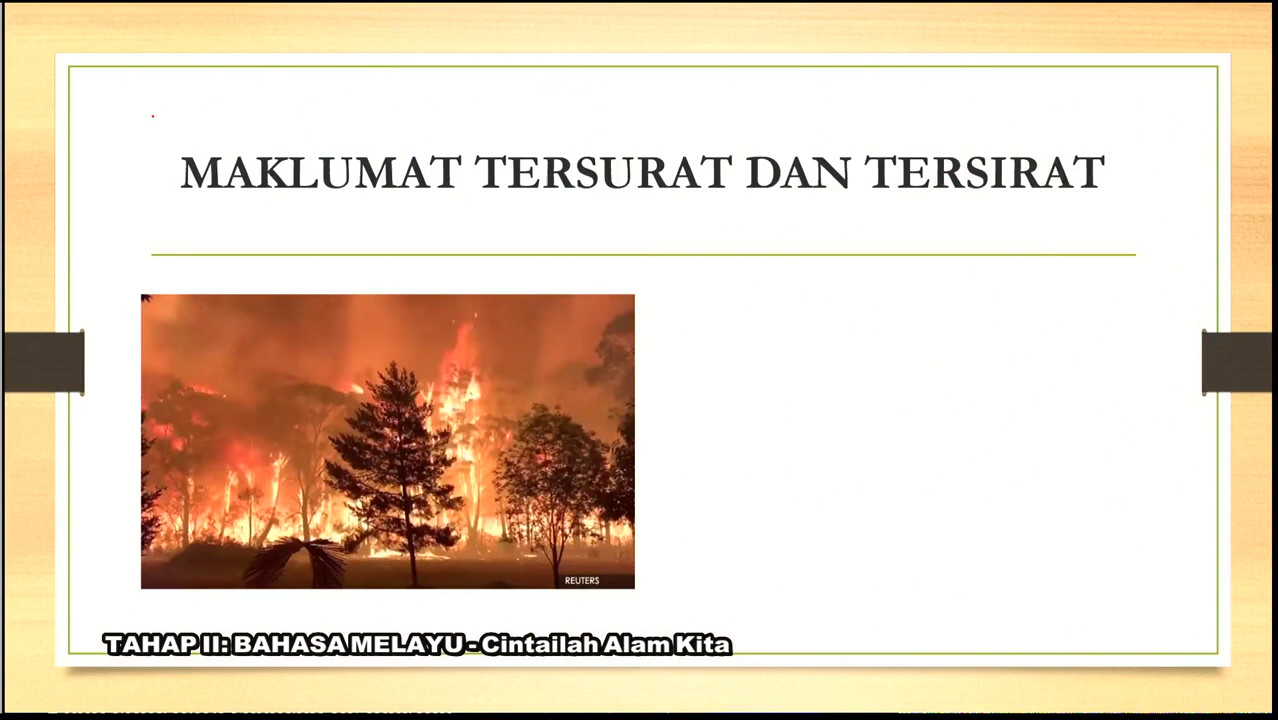 MAKLUMAT TERSURAT DAN TERSIRAT
REUTERS
TAHAP II: BAHASA MELAYU - Cintailah Alam Kita